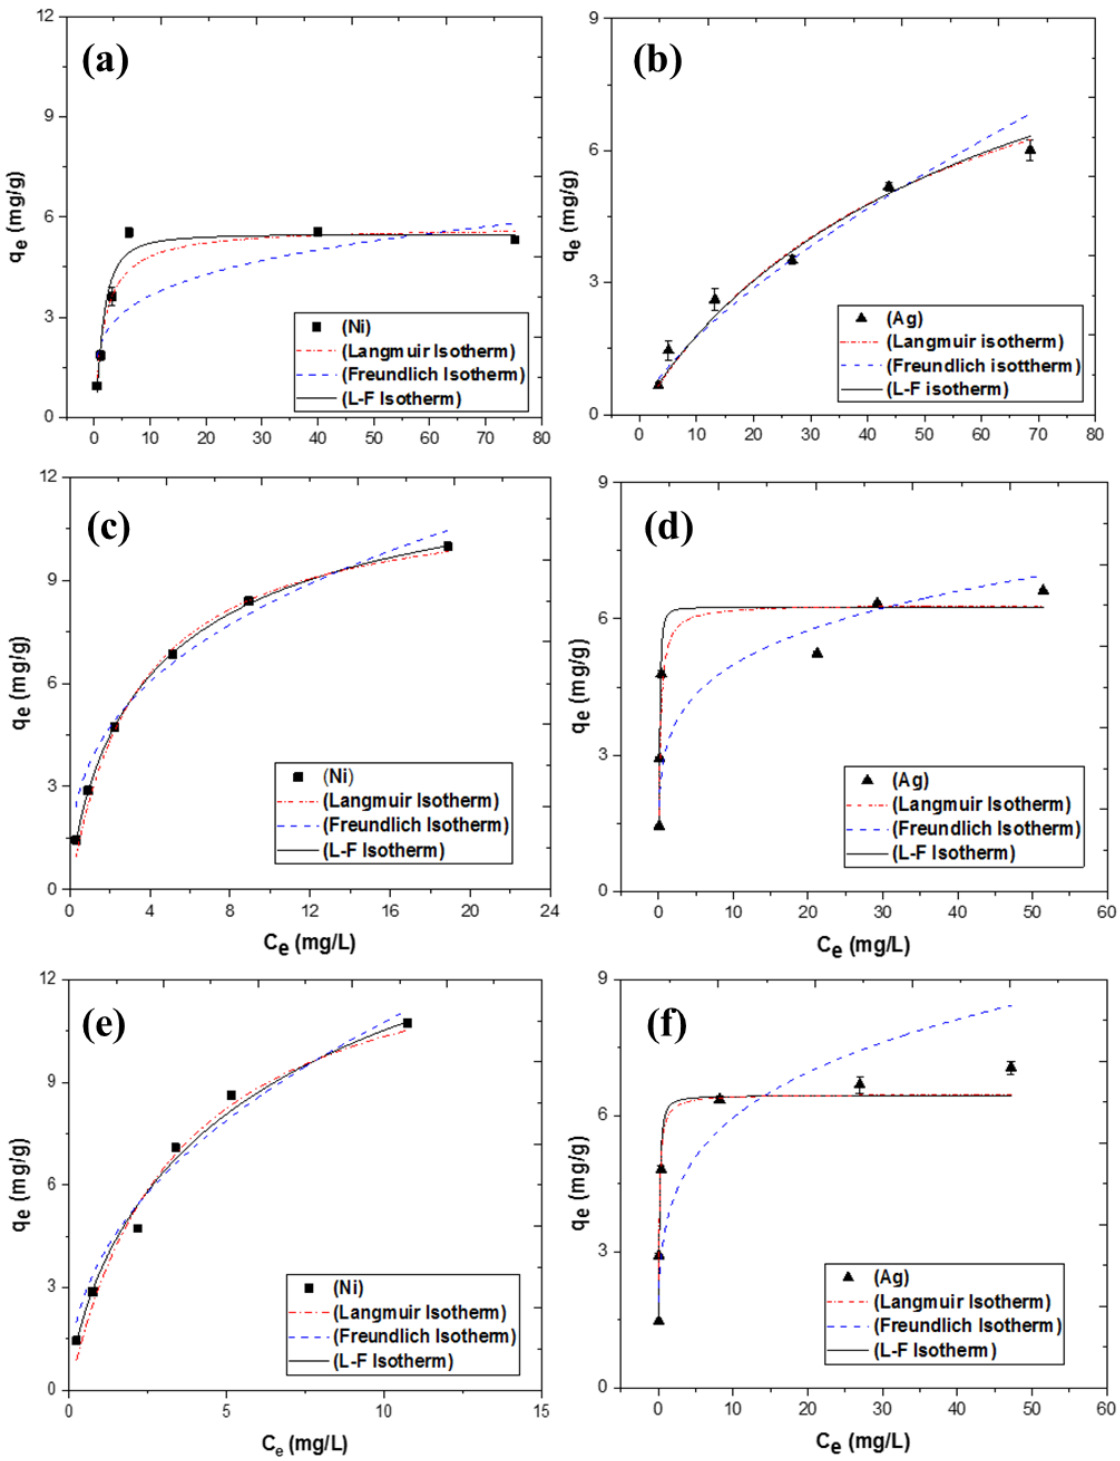 (a)
12
9
6
3
0
qe (mg/g)
0 10 20 30 40 50 60 70 80
(Ni)
(Langmuir Isotherm)
(Freundlich Isotherm)
(L-F Isotherm)
(b)
9
6
3
0
qe (mg/g)
0 10 20 30 40 50 60 70 80
(Ag)
(Langmuir isotherm)
(Freundlich isottherm)
(L-F isotherm)
(c)
12
9
6
3
0
qe (mg/g)
0 4 8 12 16 20 24
Ce (mg/L)
(Ni)
(Langmuir Isotherm)
(Freundlich Isotherm)
(L-F Isotherm)
(d)
9
6
3
0
qe (mg/g)
0 10 20 30 40 50 60
Ce (mg/L)
(Ag)
(Langmuir Isotherm)
(Freundlich Isotherm)
(L-F Isotherm)
(e)
12
9
6
3
0
qe (mg/g)
0 5 10 15
Ce (mg/L)
(Ni)
(Langmuir Isotherm)
(Freundlich Isotherm)
(L-F Isotherm)
(f)
9
6
3
0
qe (mg/g)
0 10 20 30 40 50 60
Ce (mg/L)
(Ag)
(Langmuir Isotherm)
(Freundlich Isotherm)
(L-F Isotherm)